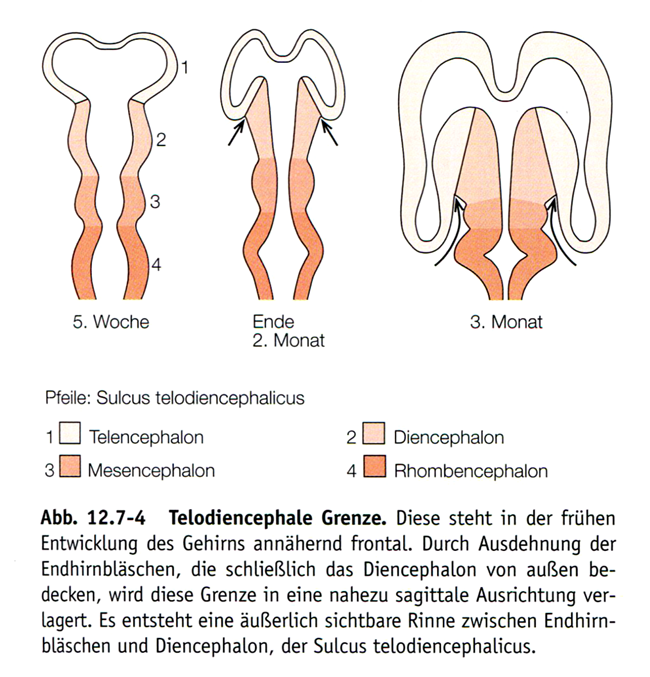 1
2
3
4
5. Woche
Ende
2. Monat
3. Monat
Pfeile: Sulcus telodiencephalicus
1 Telencephalon
2 Diencephalon
3 Mesencephalon
4 Rhombencephalon
Abb. 12.7-4 Telodiencephale Grenze. Diese steht in der frühen
Entwicklung des Gehirns annähernd frontal. Durch Ausdehnung der
Endhirnbläschen, die schließlich das Diencephalon von außen be-
decken, wird diese Grenze in eine nahezu sagittale Ausrichtung ver-
lagert. Es entsteht eine äußerlich sichtbare Rinne zwischen Endhirn-
bläschen und Diencephalon, der Sulcus telodiencephalicus.